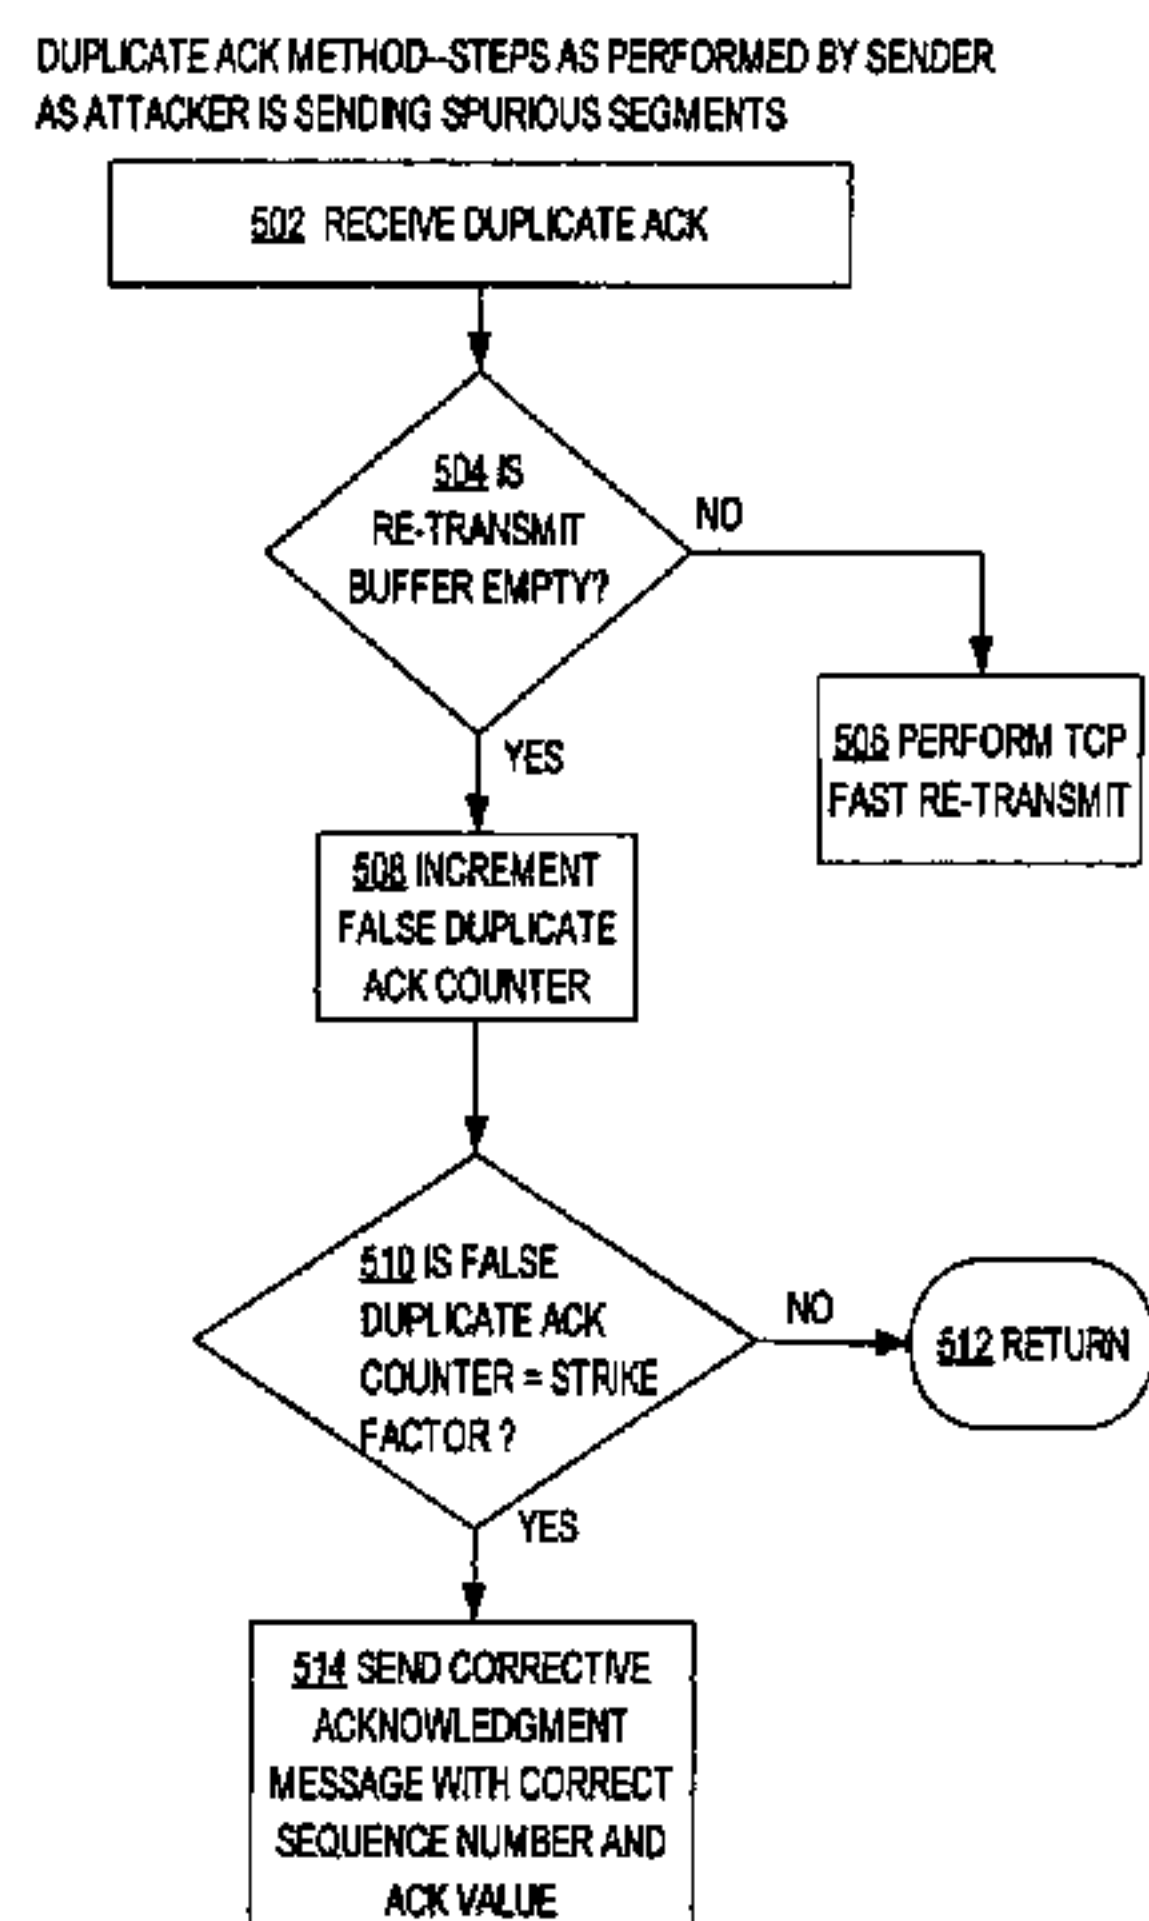 DUPLICATE ACK METHOD--STEPS AS PERFORMED BY SENDER
AS ATTACKER IS SENDING SPURIOUS SEGMENTS
502 RECEIVE DUPLICATE ACK
504 IS
RE-TRANSMIT
BUFFER EMPTY?
NO
YES
506 PERFORM TCP
FAST RE-TRANSMIT
508 INCREMENT
FALSE DUPLICATE
ACK COUNTER
510 IS FALSE
DUPLICATE ACK
COUNTER = STRIKE
FACTOR ?
NO
512 RETURN
YES
514 SEND CORRECTIVE
ACKNOWLEDGMENT
MESSAGE WITH CORRECT
SEQUENCE NUMBER AND
ACK VALUE